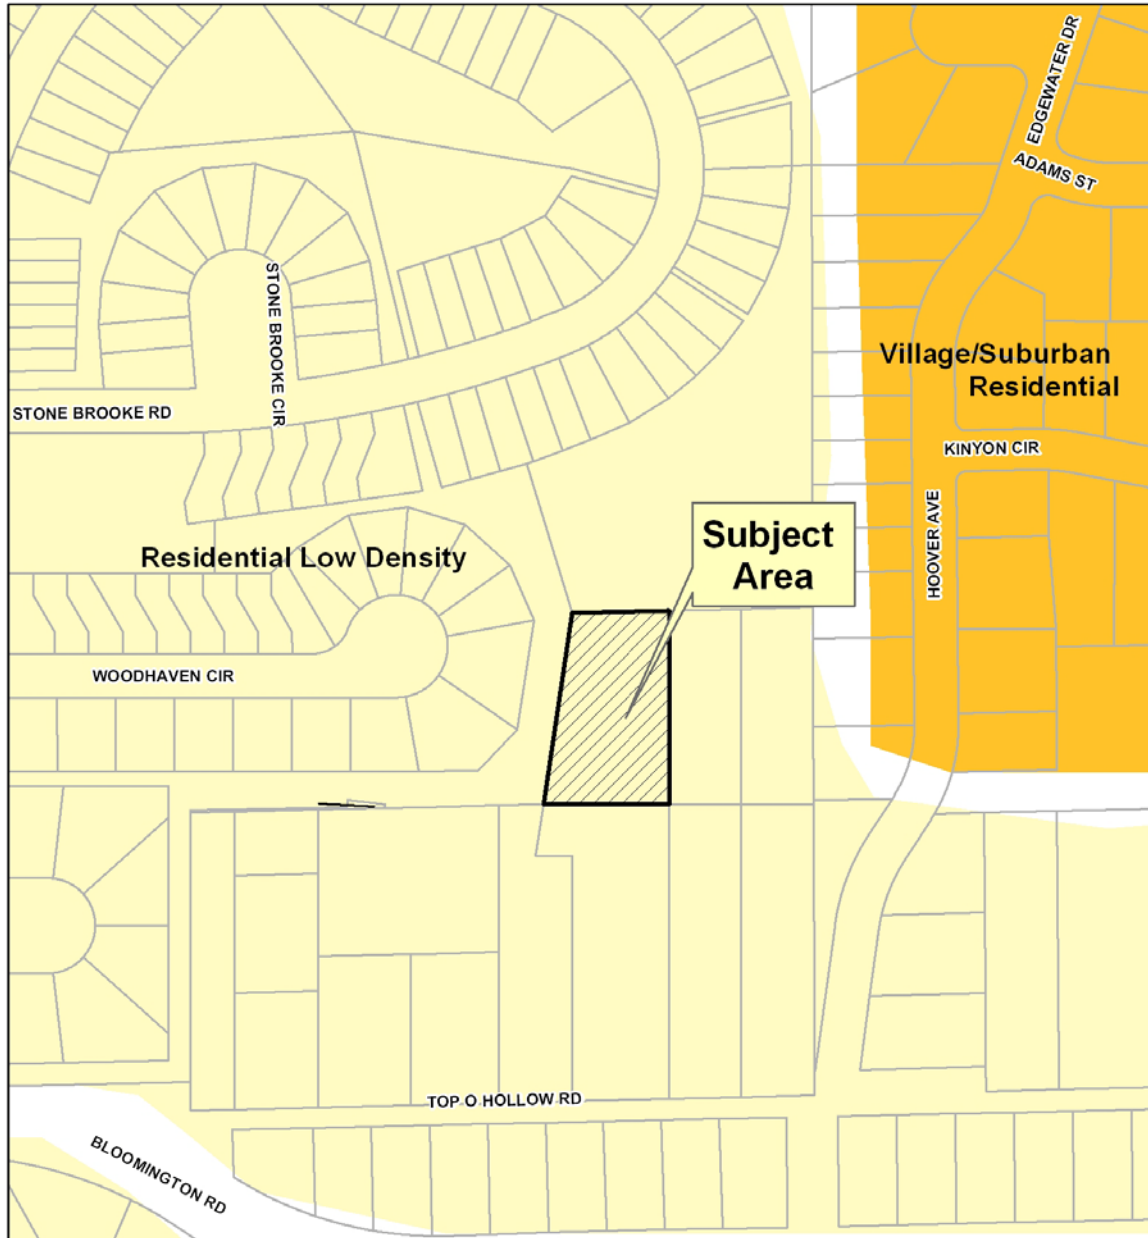 EDGEWATER DR
ADAMS ST
STONE BROOKE CIR
Village/Suburban
Residential
STONE BROOKE RD
KINYON CIR
HOOVER AVE
Subject
Area
Residential Low Density
WOODHAVEN CIR
TOP O HOLLOW RD
BLOOMINGTON RD